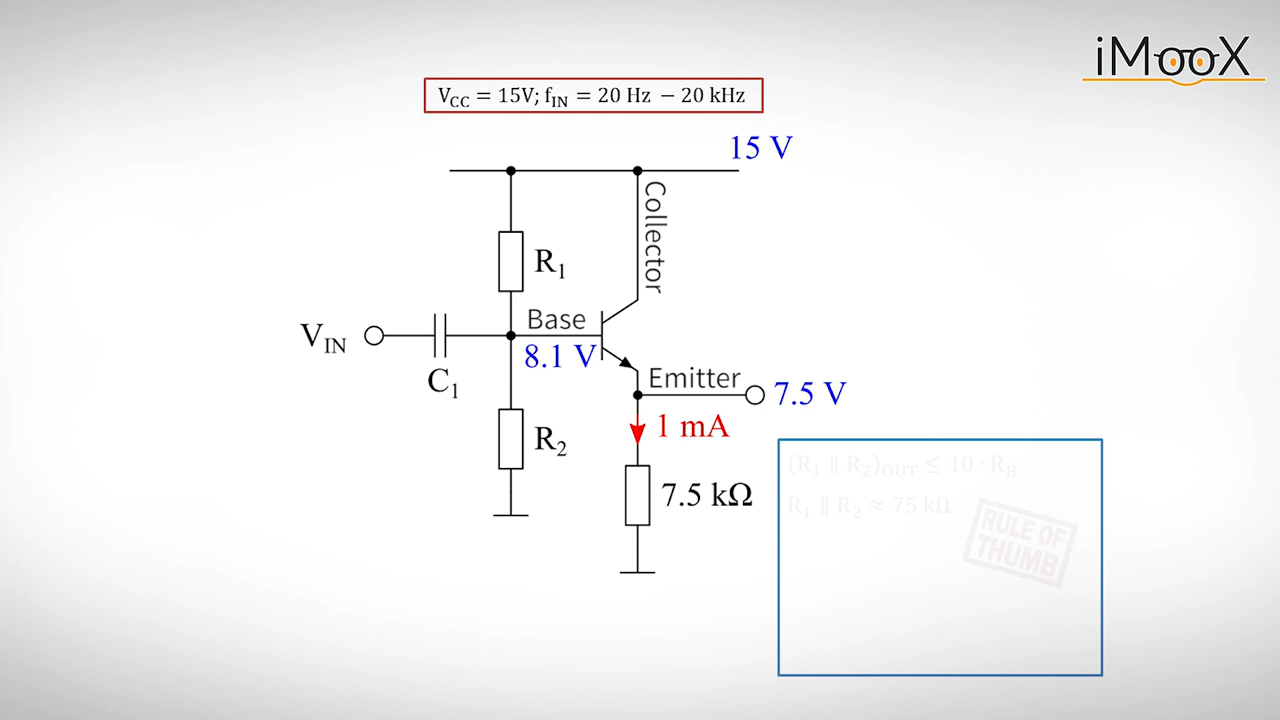 iMooX
V_CC = 15V; f_IN = 20 Hz − 20 kHz
15 V
Collector
R₁
Base
V_IN
8.1 V
C₁
Emitter
7.5 V
1 mA
R₂
7.5 kΩ
(R₁ ∥ R₂)_OUT ≤ 10 · R_B
R₁ ∥ R₂ ≈ 75 kΩ
RULE OF
THUMB